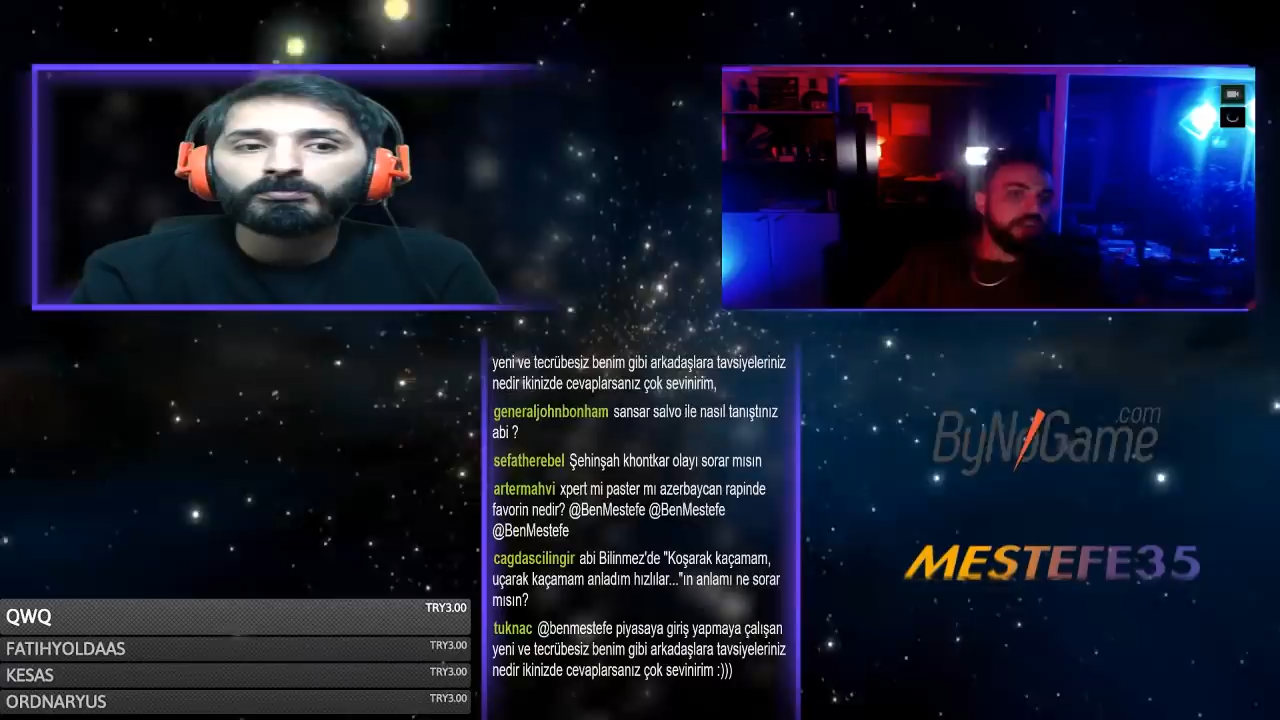 yeni ve tecrübesiz benim gibi arkadaşlara tavsiyeleriniz
nedir ikinizde cevaplarsanız çok sevinirim,
generaljohnbonham sansar salvo ile nasıl tanıştınız
abi ?
sefatherebel Şehinşah khontkar olayı sorar mısın
artermahvi xpert mi paster mı azerbaycan rapinde
favorin nedir? @BenMestefe @BenMestefe
@BenMestefe
cagdascilingir abi Bilinmez'de "Koşarak kaçamam,
uçarak kaçamam anladım hızlılar..."ın anlamı ne sorar
mısın?
tuknac @benmestefe piyasaya giriş yapmaya çalışan
yeni ve tecrübesiz benim gibi arkadaşlara tavsiyeleriniz
nedir ikinizde cevaplarsanız çok sevinirim :)))
ByNoGame.com
MESTEFE35
QWQ TRY3.00
FATIHYOLDAAS TRY3.00
KESAS TRY3.00
ORDNARYUS TRY3.00